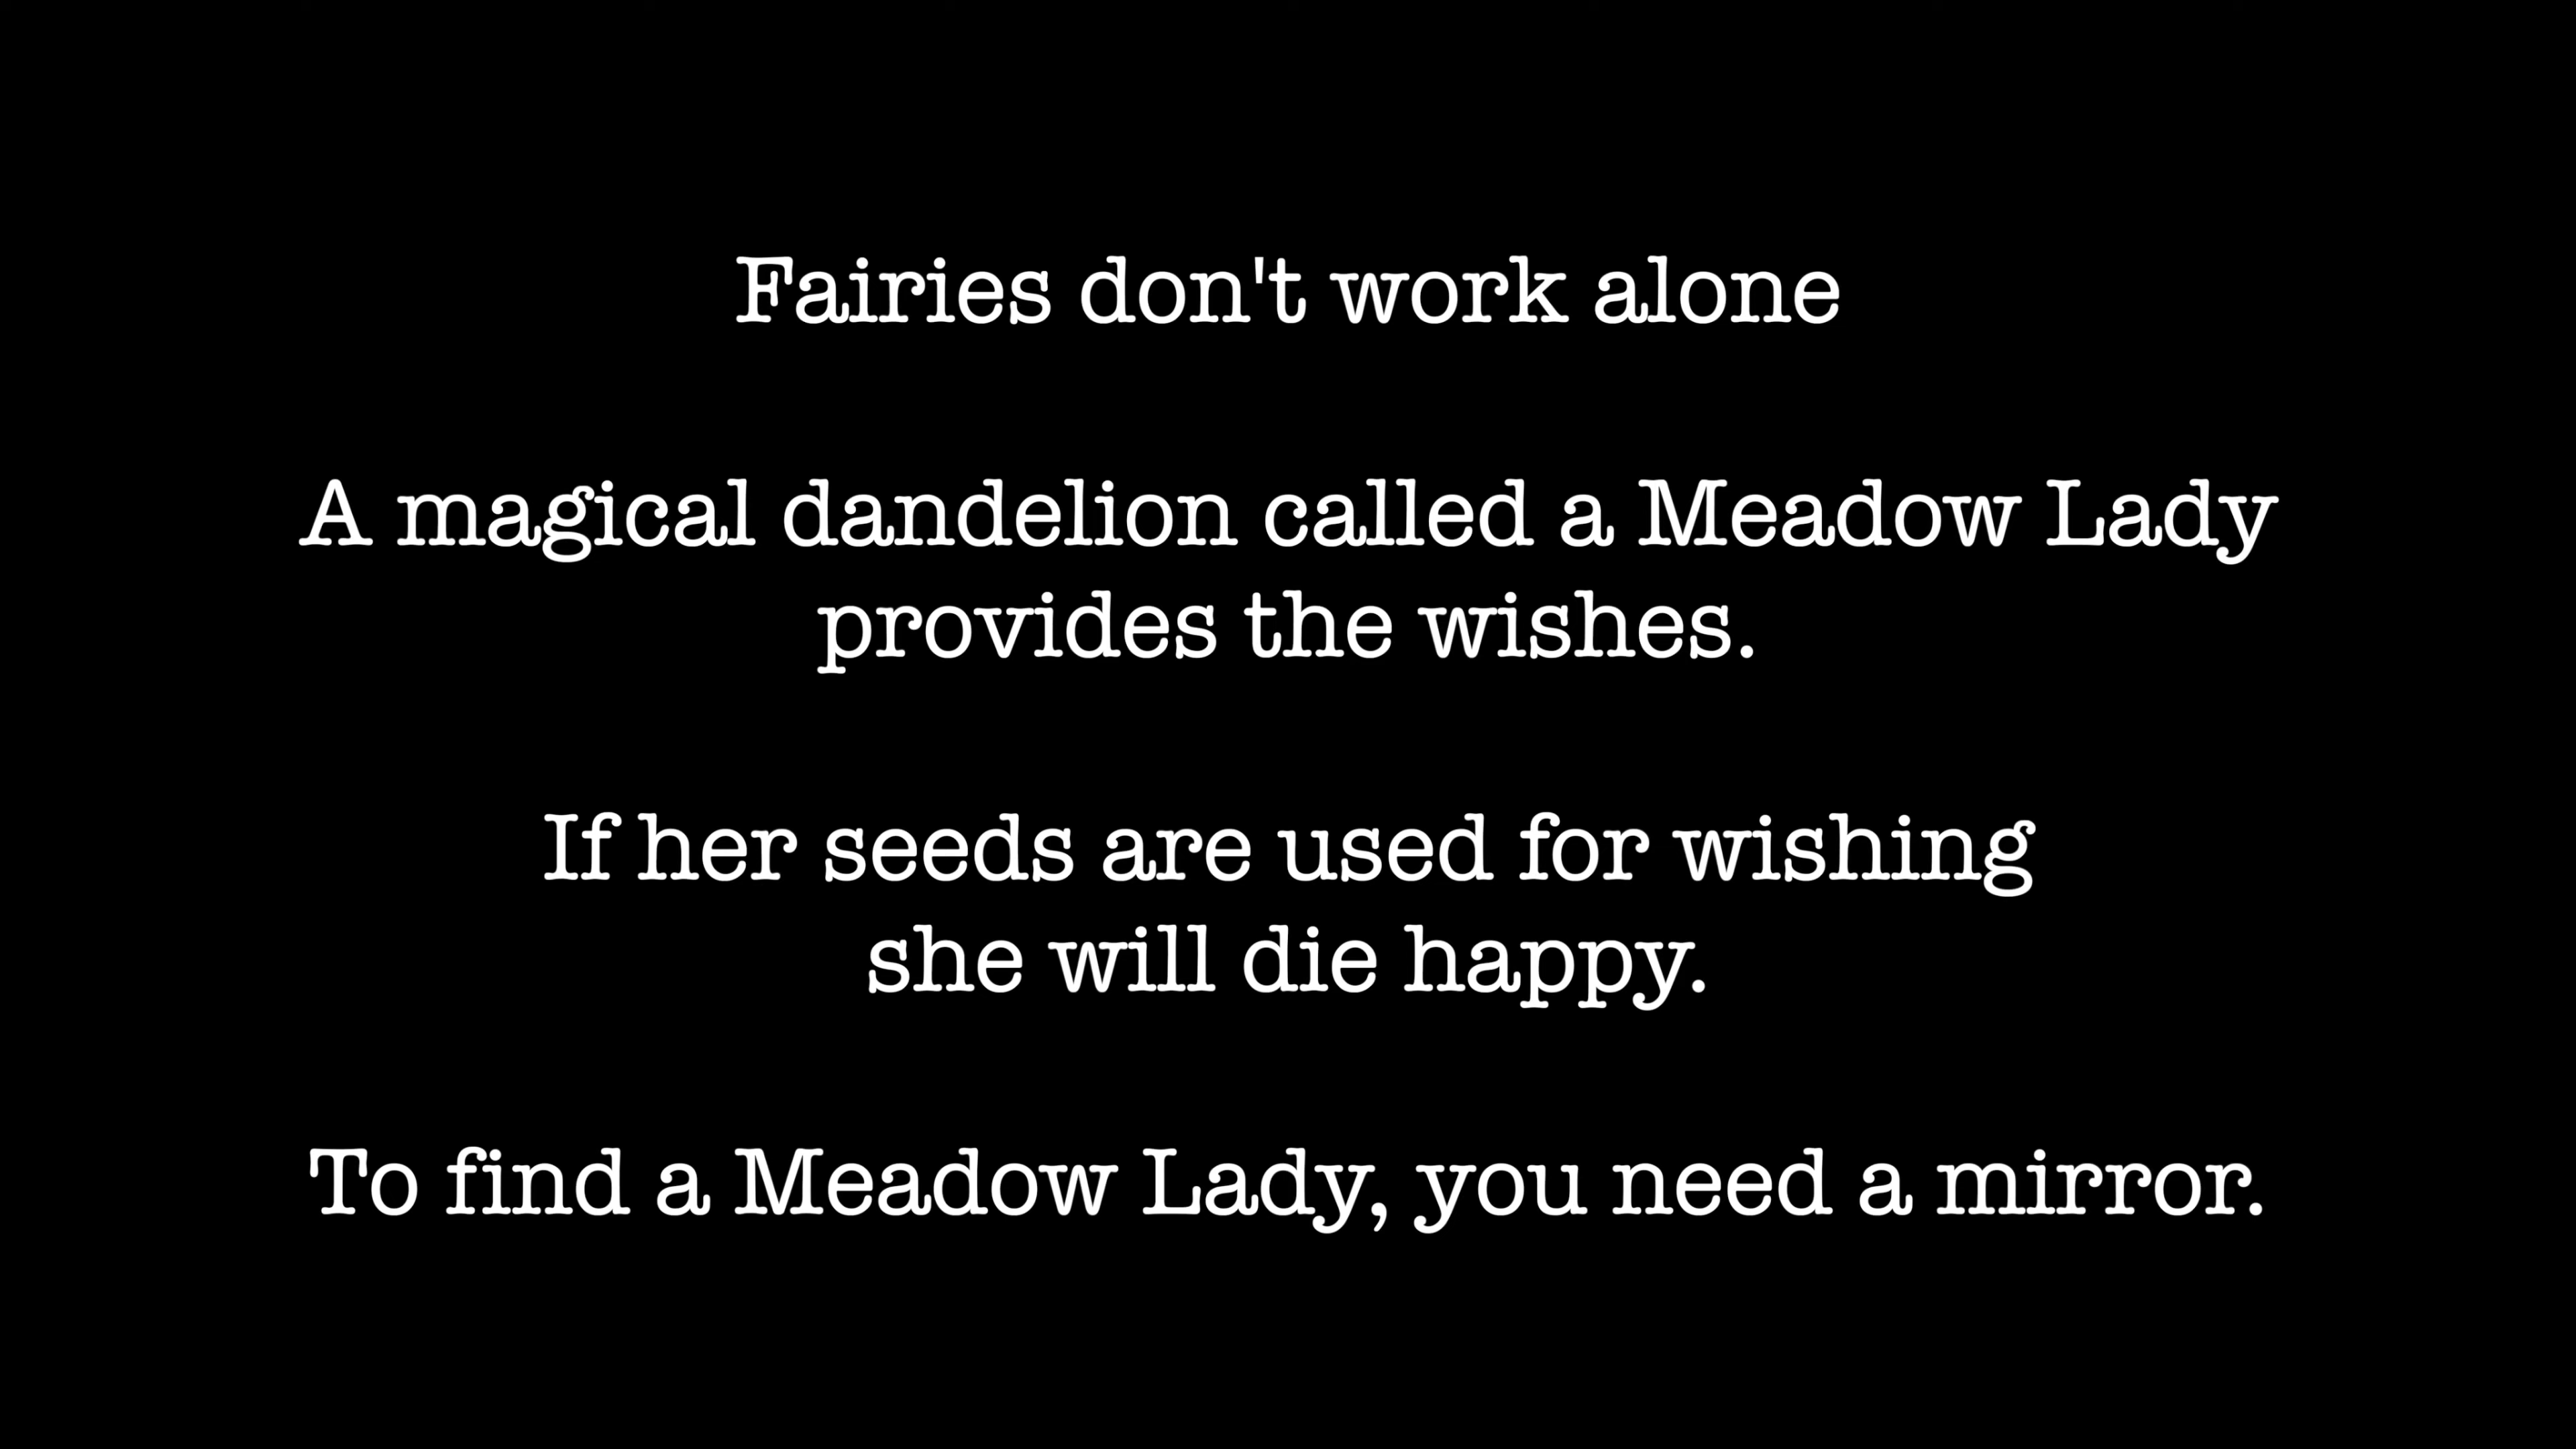 Fairies don't work alone
A magical dandelion called a Meadow Lady
provides the wishes.
If her seeds are used for wishing
she will die happy.
To find a Meadow Lady, you need a mirror.